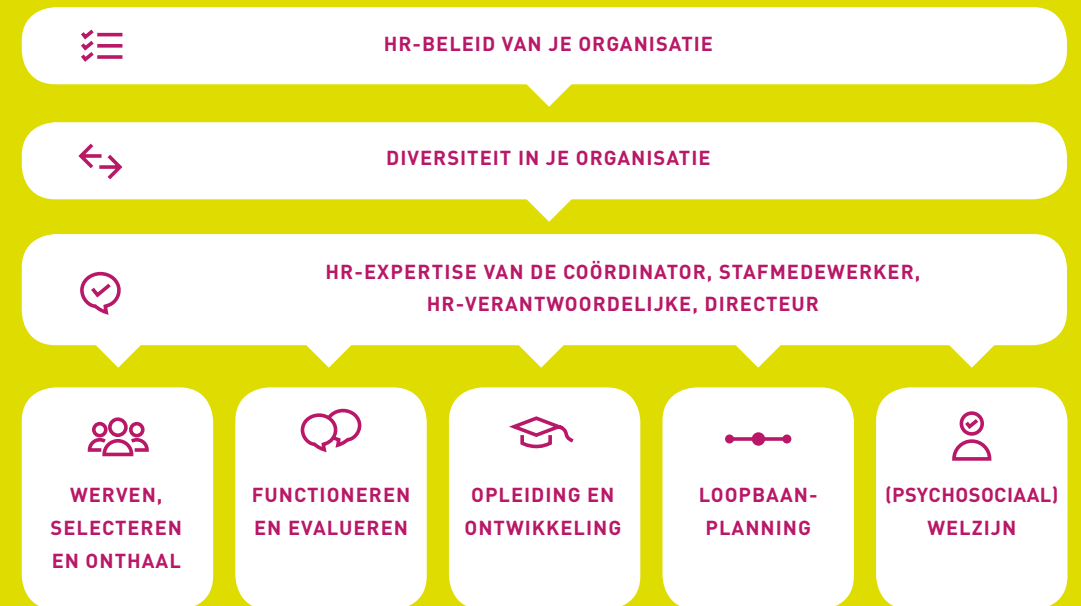 HR-BELEID VAN JE ORGANISATIE
DIVERSITEIT IN JE ORGANISATIE
HR-EXPERTISE VAN DE COÖRDINATOR, STAFMEDEWERKER,
HR-VERANTWOORDELIJKE, DIRECTEUR
WERVEN,
SELECTEREN
EN ONTHAAL
FUNCTIONEREN
EN EVALUEREN
OPLEIDING EN
ONTWIKKELING
LOOPBAAN-
PLANNING
(PSYCHOSOCIAAL)
WELZIJN